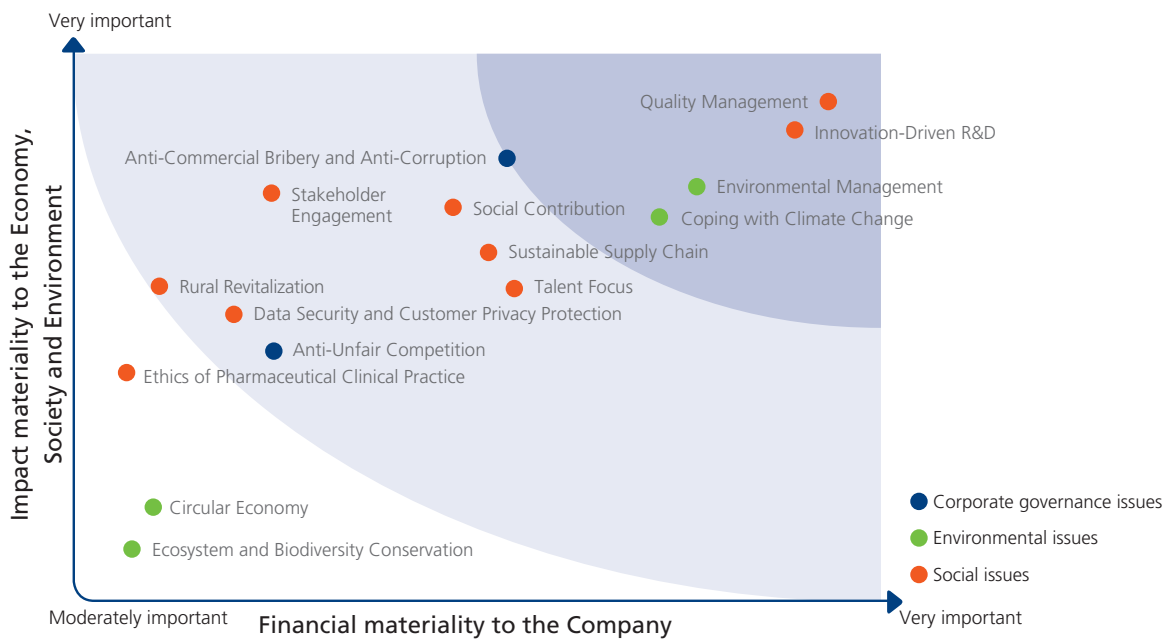 Very important
Impact materiality to the Economy,
Society and Environment
Quality Management
Innovation-Driven R&D
Anti-Commercial Bribery and Anti-Corruption
Environmental Management
Stakeholder
Engagement
Social Contribution
Coping with Climate Change
Sustainable Supply Chain
Rural Revitalization
Talent Focus
Data Security and Customer Privacy Protection
Anti-Unfair Competition
Ethics of Pharmaceutical Clinical Practice
Circular Economy
Ecosystem and Biodiversity Conservation
Corporate governance issues
Environmental issues
Social issues
Moderately important
Financial materiality to the Company
Very important